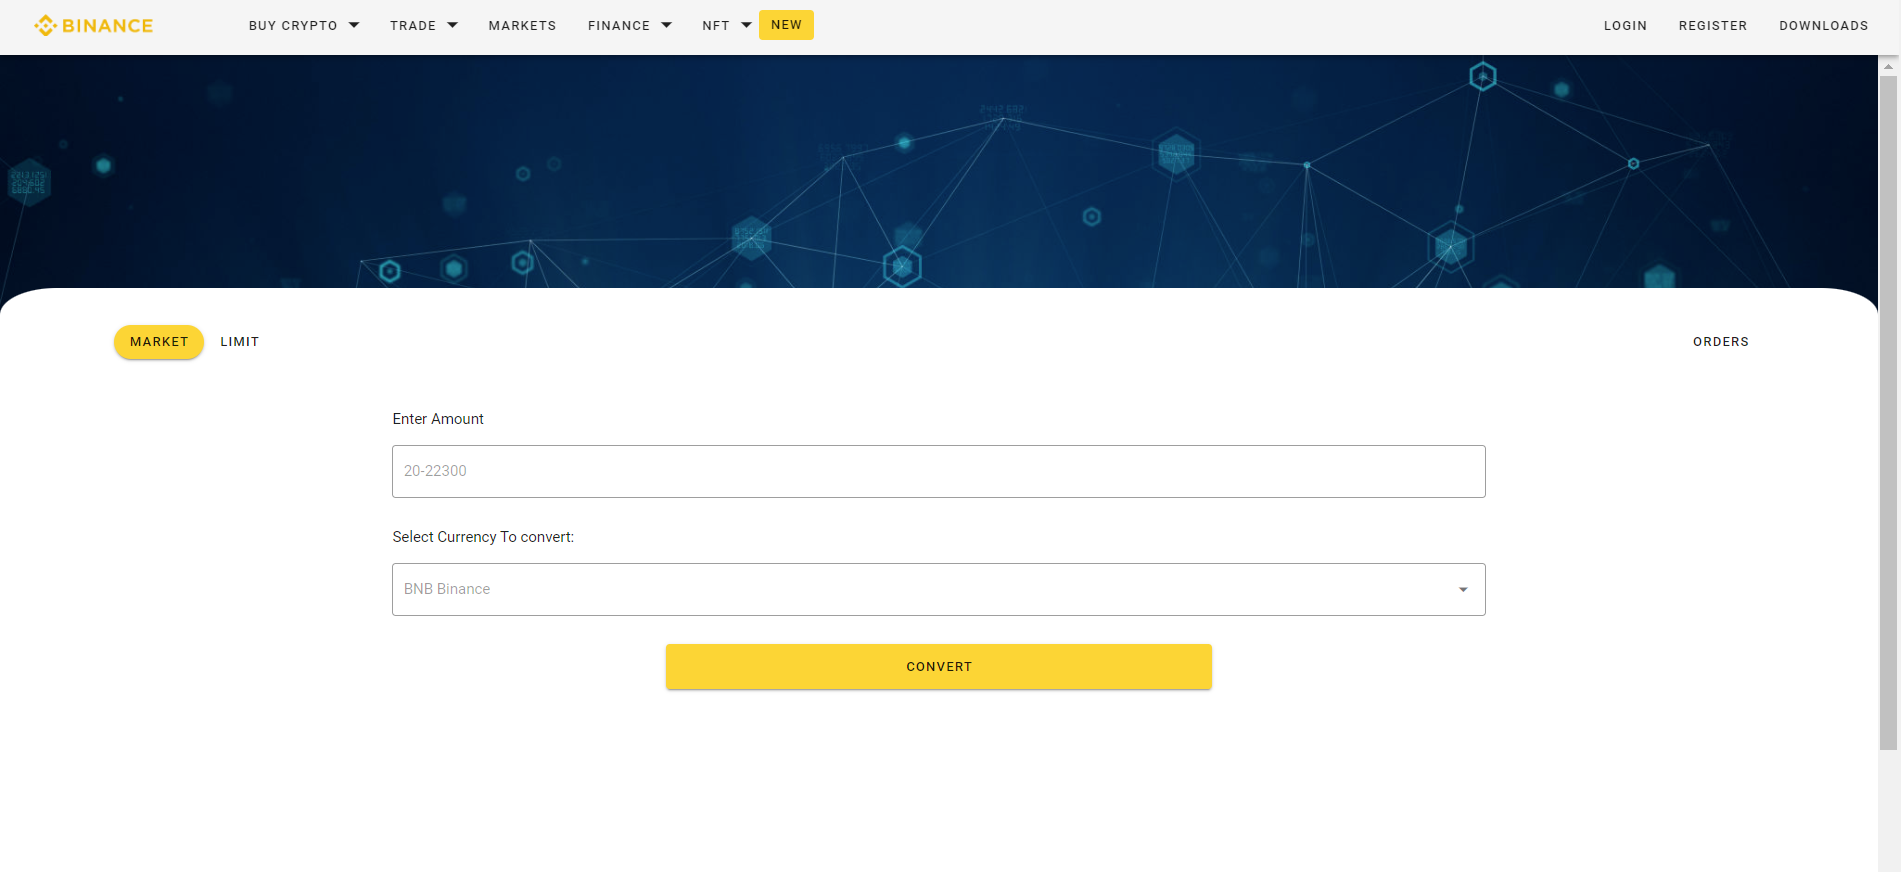 BINANCE
BUY CRYPTO
TRADE
MARKETS
FINANCE
NFT
NEW
LOGIN
REGISTER
DOWNLOADS
MARKET
LIMIT
ORDERS
Enter Amount
20-22300
Select Currency To convert:
BNB Binance
CONVERT